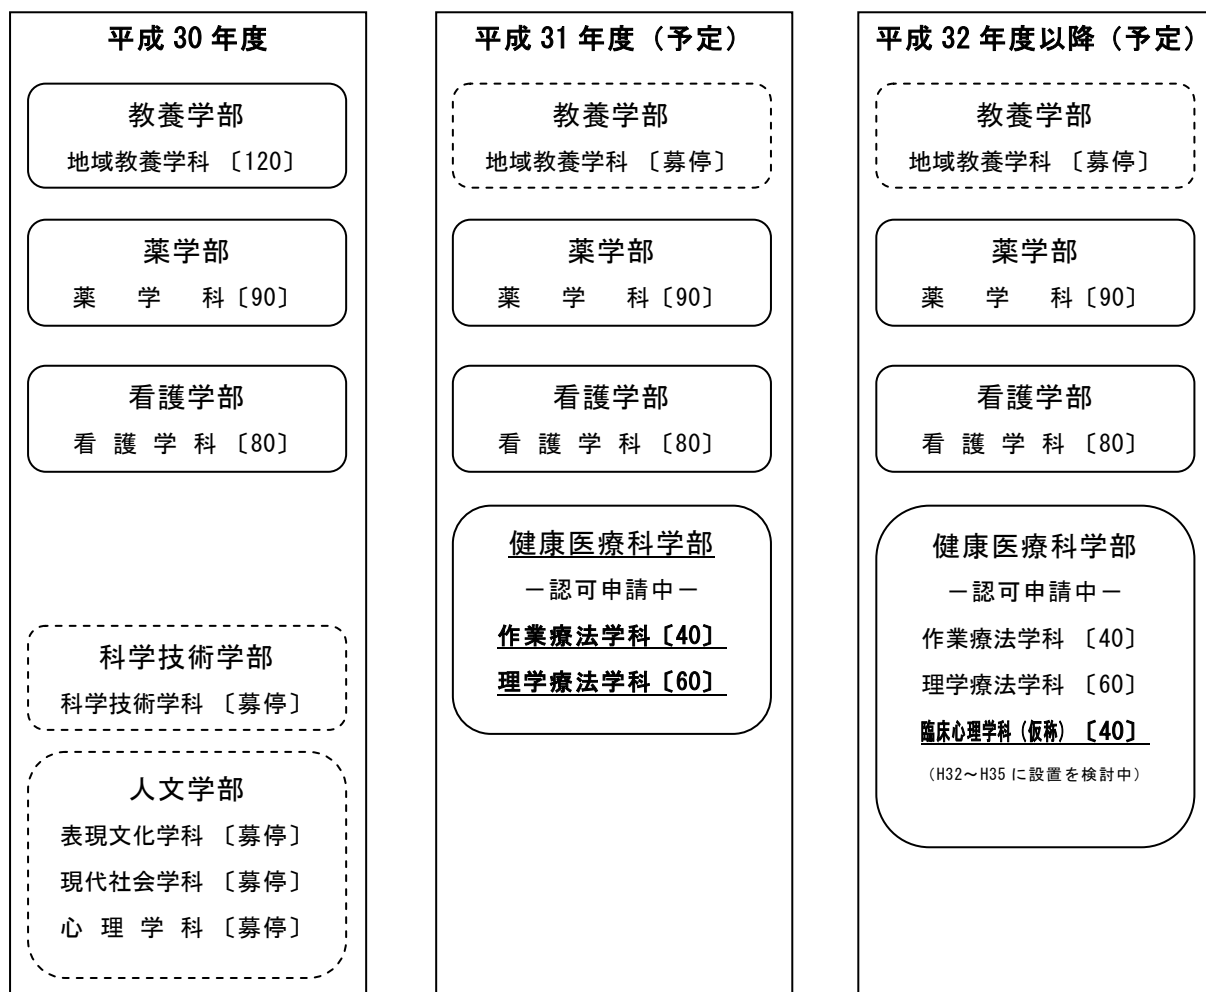 平成 30 年度
教養学部
地域教養学科 〔120〕
薬学部
薬 学 科〔90〕
看護学部
看 護 学 科〔80〕
科学技術学部
科学技術学科 〔募停〕
人文学部
表現文化学科 〔募停〕
現代社会学科 〔募停〕
心 理 学 科 〔募停〕
平成 31 年度（予定）
教養学部
地域教養学科 〔募停〕
薬学部
薬 学 科〔90〕
看護学部
看 護 学 科〔80〕
健康医療科学部
－認可申請中－
作業療法学科〔40〕
理学療法学科〔60〕
平成 32 年度以降（予定）
教養学部
地域教養学科 〔募停〕
薬学部
薬 学 科〔90〕
看護学部
看 護 学 科〔80〕
健康医療科学部
－認可申請中－
作業療法学科 〔40〕
理学療法学科 〔60〕
臨床心理学科（仮称）〔40〕
（H32～H35 に設置を検討中）